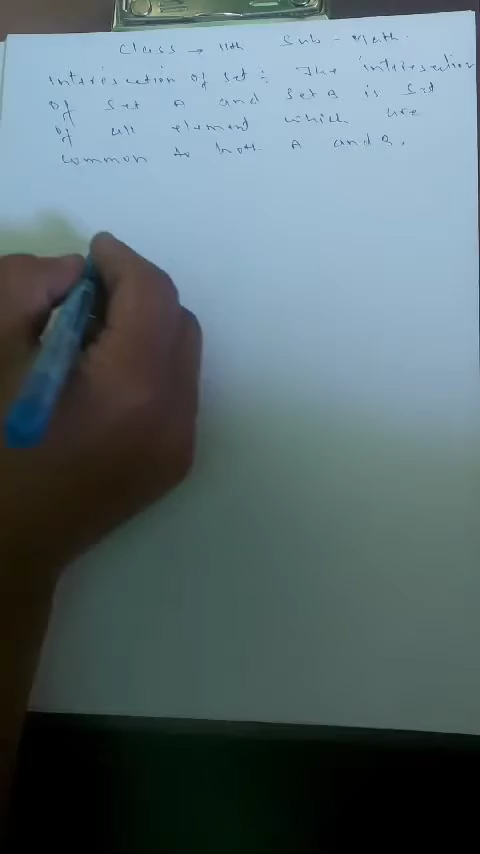 Class → 11th Sub - Math.
Intersection of set : The intersection
of set A and set B is set
of all element which are
common to both A and B.